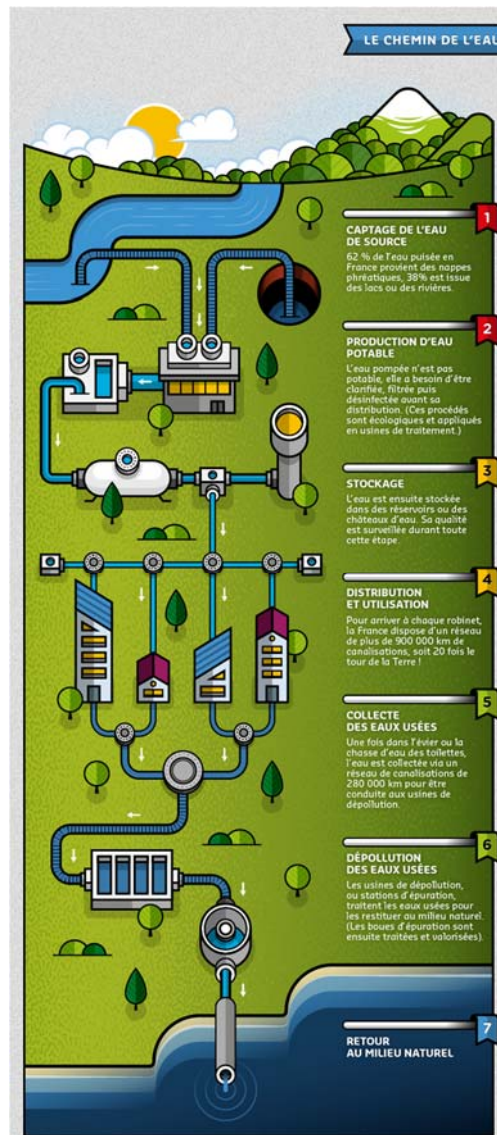 LE CHEMIN DE L'EAU
1
CAPTAGE DE L'EAU
DE SOURCE
62 % de l'eau puisée en
France provient des nappes
phréatiques, 38% est issue
des lacs ou des rivières.
2
PRODUCTION D'EAU
POTABLE
L'eau pompée n'est pas
potable, elle a besoin d'être
clarifiée, filtrée puis
désinfectée avant sa
distribution. (Ces procédés
sont écologiques et appliqués
en usines de traitement.)
3
STOCKAGE
L'eau est ensuite stockée
dans des réservoirs ou des
châteaux d'eau. Sa qualité
est surveillée durant toute
cette étape.
4
DISTRIBUTION
ET UTILISATION
Pour arriver à chaque robinet,
la France dispose d'un réseau
de plus de 900 000 km de
canalisations, soit 20 fois le
tour de la Terre !
5
COLLECTE
DES EAUX USÉES
Une fois dans l'évier ou la
chasse d'eau des toilettes,
l'eau est collectée via un
réseau de canalisations de
280 000 km pour être
conduite aux usines de
dépollution.
6
DÉPOLLUTION
DES EAUX USÉES
Les usines de dépollution,
ou stations d'épuration,
traitent les eaux usées pour
les restituer au milieu naturel.
(Les boues d'épuration sont
ensuite traitées et valorisées).
7
RETOUR
AU MILIEU NATUREL